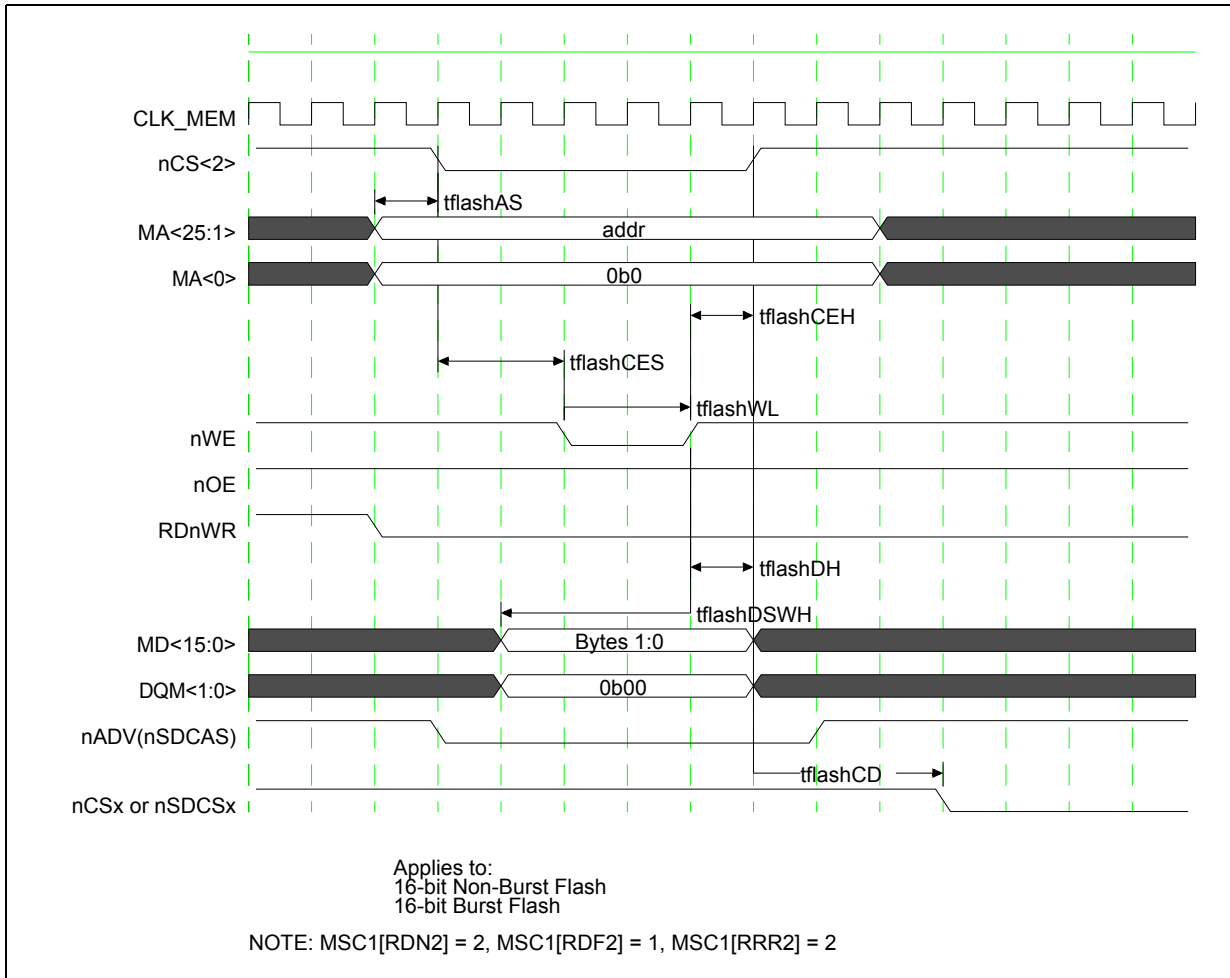 CLK_MEM
nCS<2>
tflashAS
MA<25:1>
addr
MA<0>
0b0
tflashCEH
tflashCES
tflashWL
nWE
nOE
RDnWR
tflashDH
tflashDSWH
MD<15:0>
Bytes 1:0
DQM<1:0>
0b00
nADV(nSDCAS)
tflashCD
nCSx or nSDCSx
Applies to:
16-bit Non-Burst Flash
16-bit Burst Flash
NOTE: MSC1[RDN2] = 2, MSC1[RDF2] = 1, MSC1[RRR2] = 2